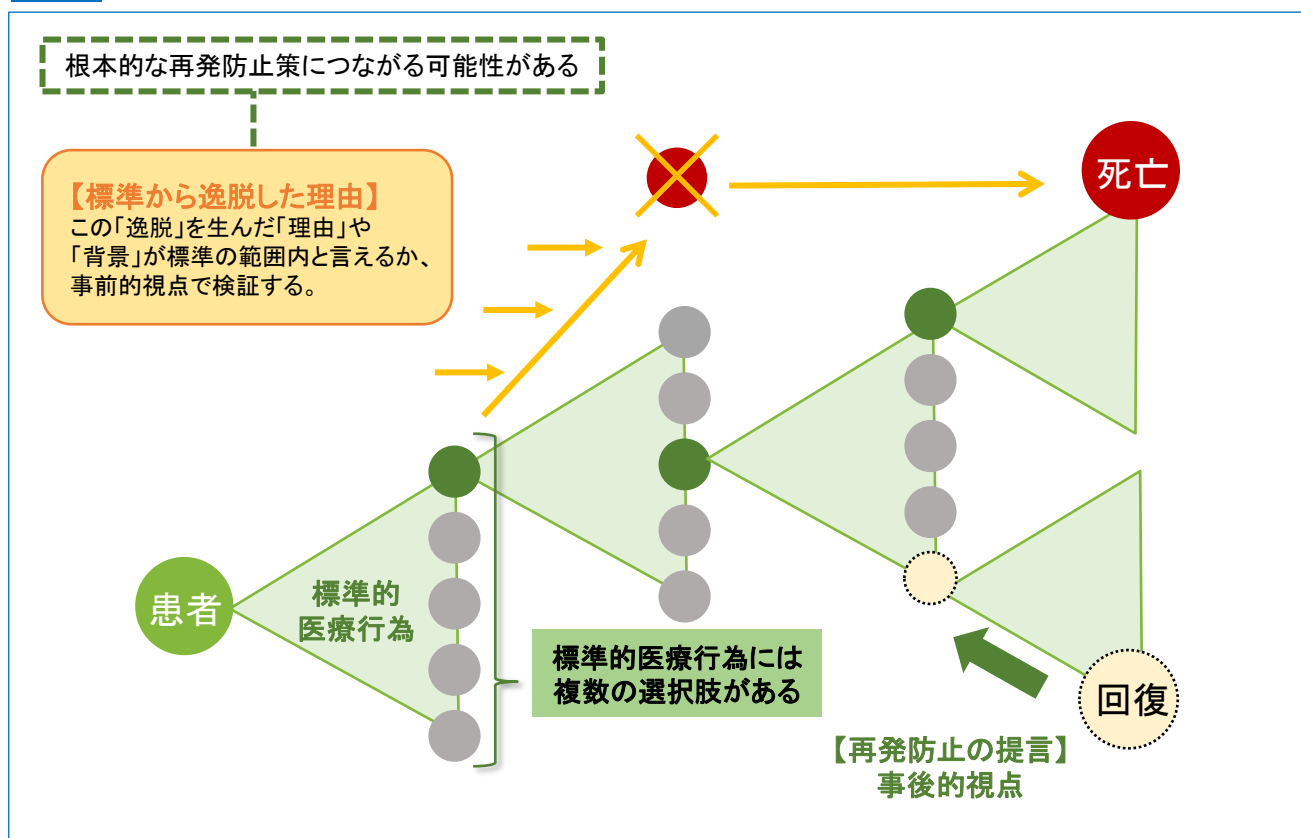 根本的な再発防止策につながる可能性がある
【標準から逸脱した理由】
この「逸脱」を生んだ「理由」や
「背景」が標準の範囲内と言えるか、
事前的視点で検証する。
死亡
患者
標準的
医療行為
標準的医療行為には
複数の選択肢がある
回復
【再発防止の提言】
事後的視点